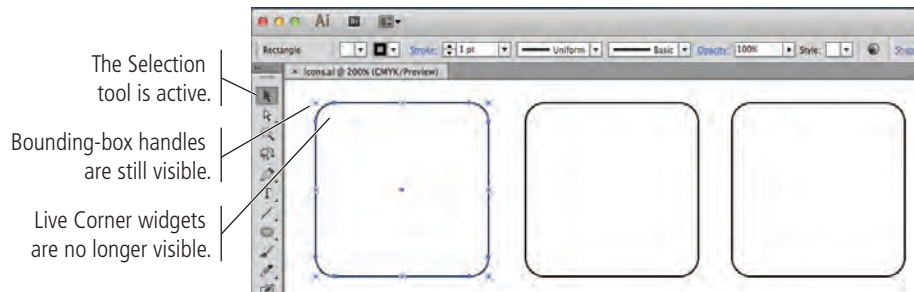 Ai Br
Rectangle Stroke: 1 pt Uniform Basic Opacity: 100% Style:
× Icons.ai @ 200% (CMYK/Preview)
The Selection
tool is active.
Bounding-box handles
are still visible.
Live Corner widgets
are no longer visible.